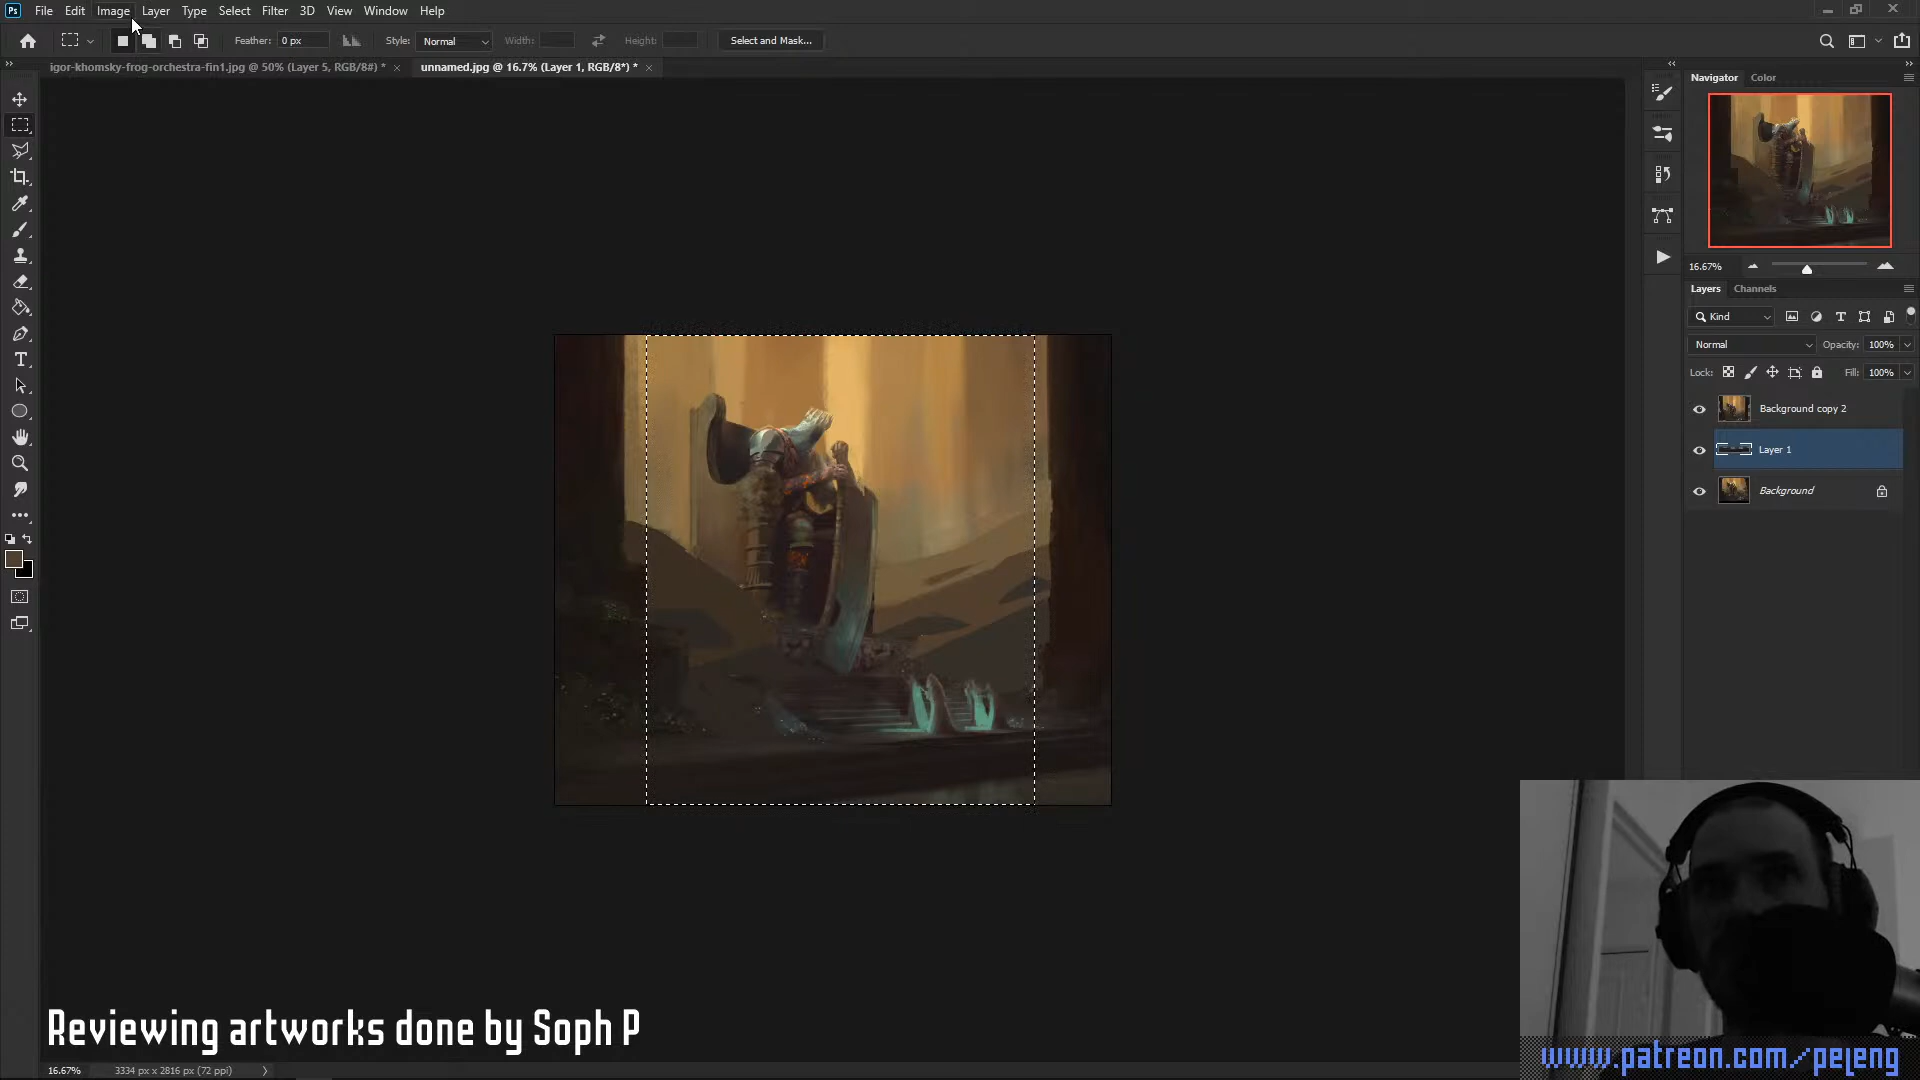 Ps File Edit Image Layer Type Select Filter 3D View Window Help
Feather: 0 px Style: Normal Width: Height: Select and Mask...
igor-khomsky-frog-orchestra-fin1.jpg @ 50% (Layer 5, RGB/8#) * unnamed.jpg @ 16.7% (Layer 1, RGB/8*) *
Navigator Color
16.67%
Layers Channels
Kind
Normal Opacity: 100%
Lock: Fill: 100%
Background copy 2
Layer 1
Background
Reviewing artworks done by Soph P
www.patreon.com/peleng
16.67% 3334 px x 2816 px (72 ppi)